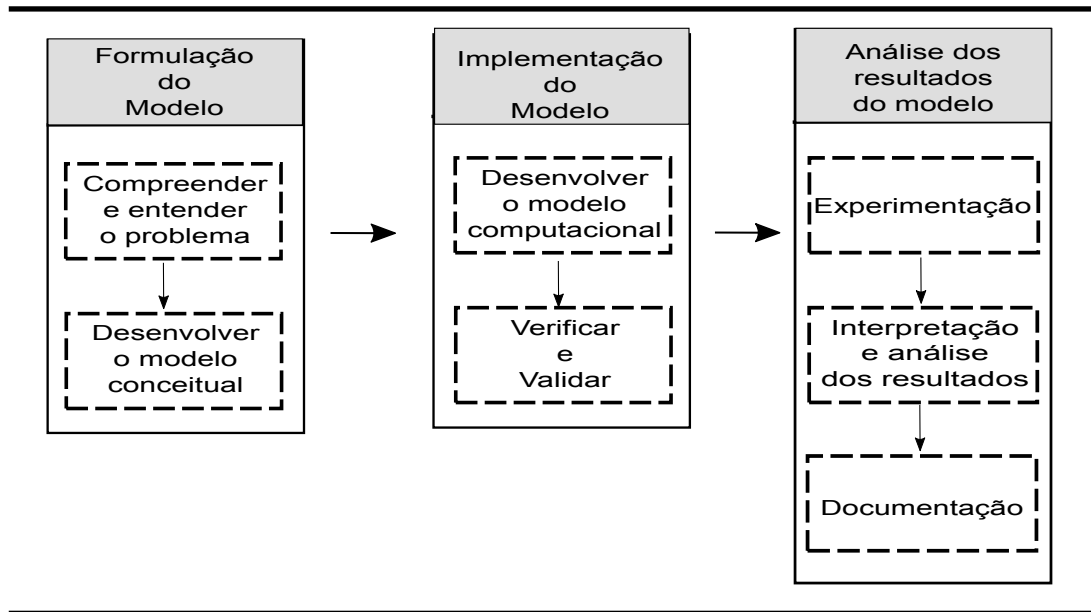 Formulação
do
Modelo
Compreender
e entender
o problema
Desenvolver
o modelo
conceitual
Implementação
do
Modelo
Desenvolver
o modelo
computacional
Verificar
e
Validar
Análise dos
resultados
do modelo
Experimentação
Interpretação
e análise
dos resultados
Documentação